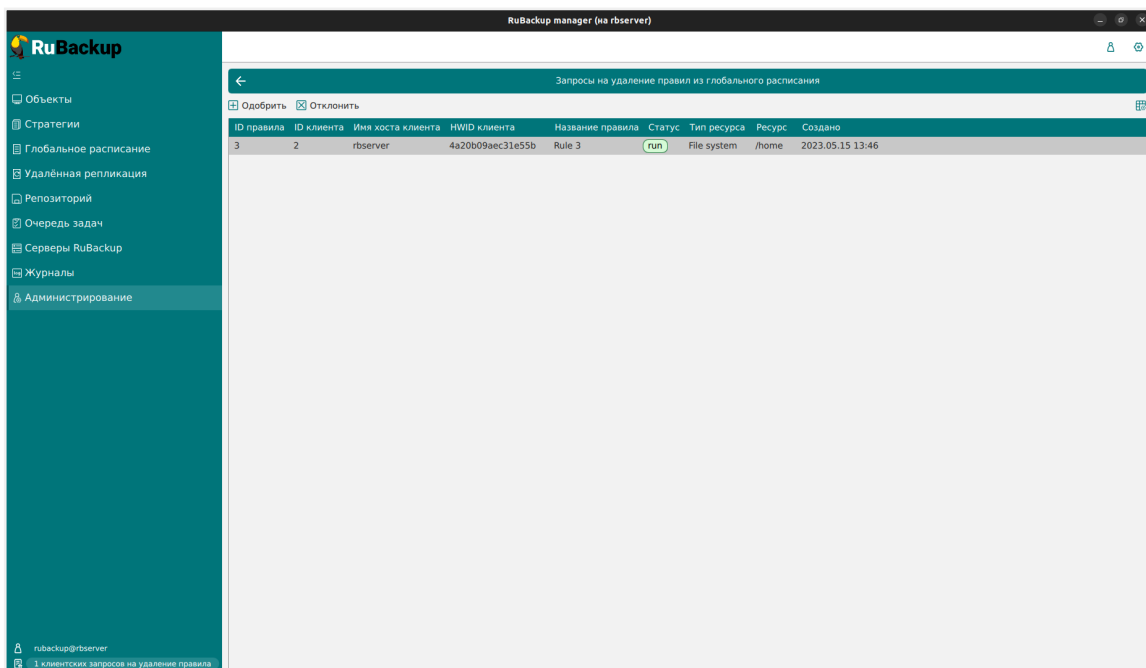 RuBackup manager (на rbserver)
RuBackup
Объекты
Стратегии
Глобальное расписание
Удалённая репликация
Репозиторий
Очередь задач
Серверы RuBackup
Журналы
Администрирование
Запросы на удаление правил из глобального расписания
Одобрить Отклонить
ID правила ID клиента Имя хоста клиента HWID клиента Название правила Статус Тип ресурса Ресурс Создано
3 2 rbserver 4a20b09aec31e55b Rule 3 run File system /home 2023.05.15 13:46
rubackup@rbserver
1 клиентских запросов на удаление правила